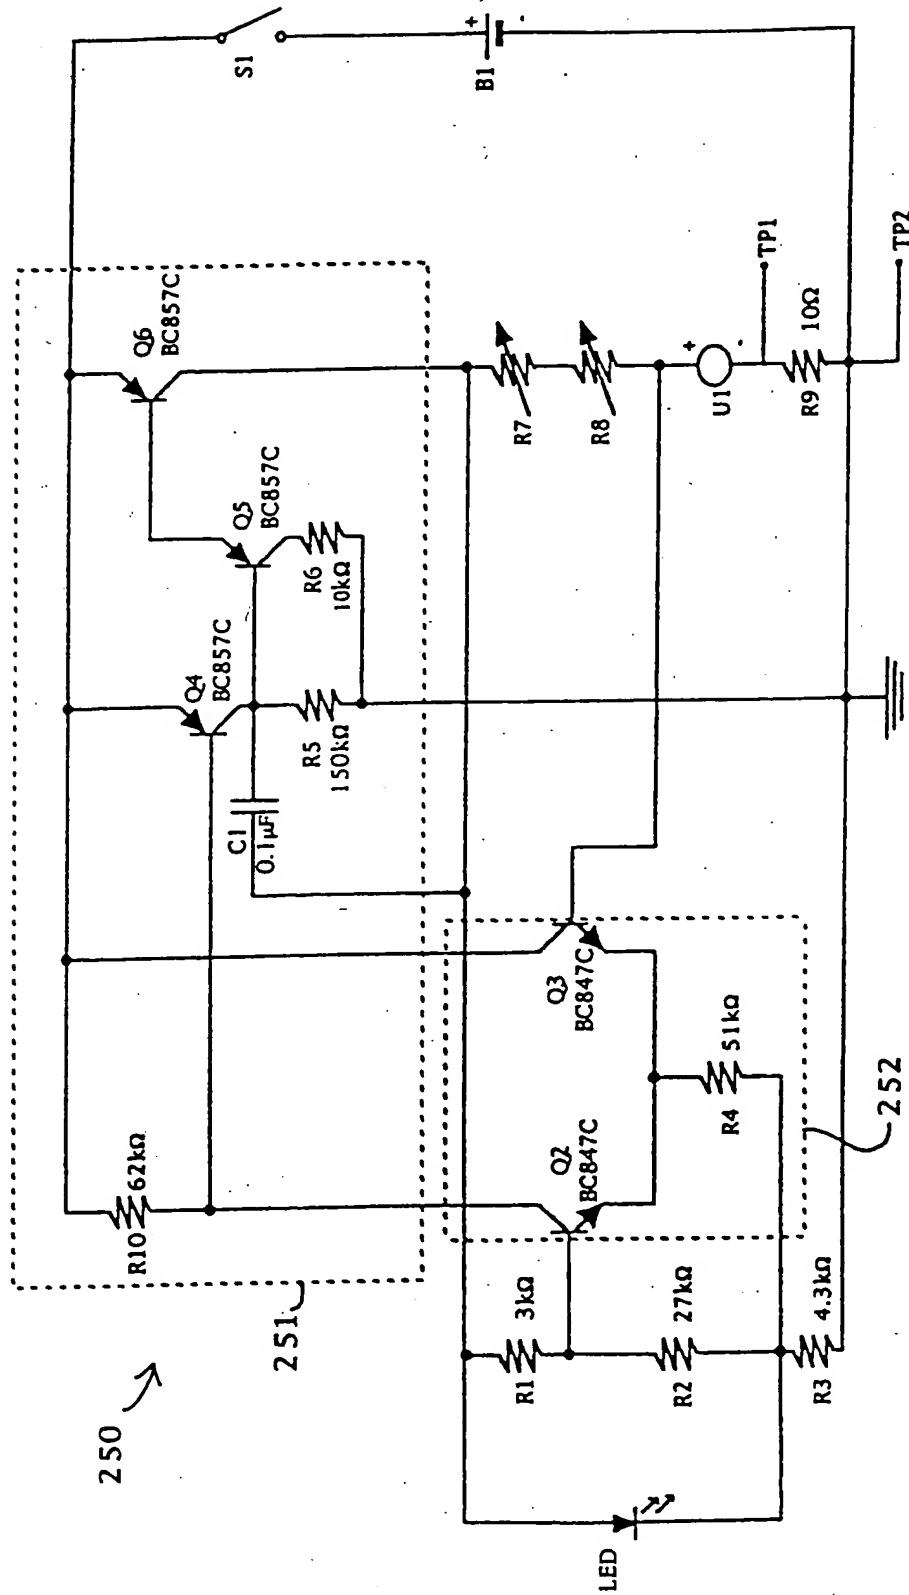 250
251
252
S1
+
B1
-
Q6
BC857C
Q5
BC857C
Q4
BC857C
R6
10kΩ
R5
150kΩ
C1
0.1µF
R10
62kΩ
R7
R8
+
U1
-
TP1
R9
10Ω
TP2
Q3
BC847C
Q2
BC847C
R4
51kΩ
R1
3kΩ
R2
27kΩ
R3
4.3kΩ
LED